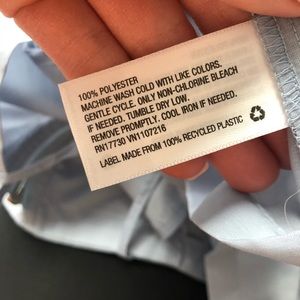 100% POLYESTER
MACHINE WASH COLD WITH LIKE COLORS.
GENTLE CYCLE. ONLY NON-CHLORINE BLEACH
IF NEEDED. TUMBLE DRY LOW.
REMOVE PROMPTLY. COOL IRON IF NEEDED.
RN17730 VN1107216
LABEL MADE FROM 100% RECYCLED PLASTIC